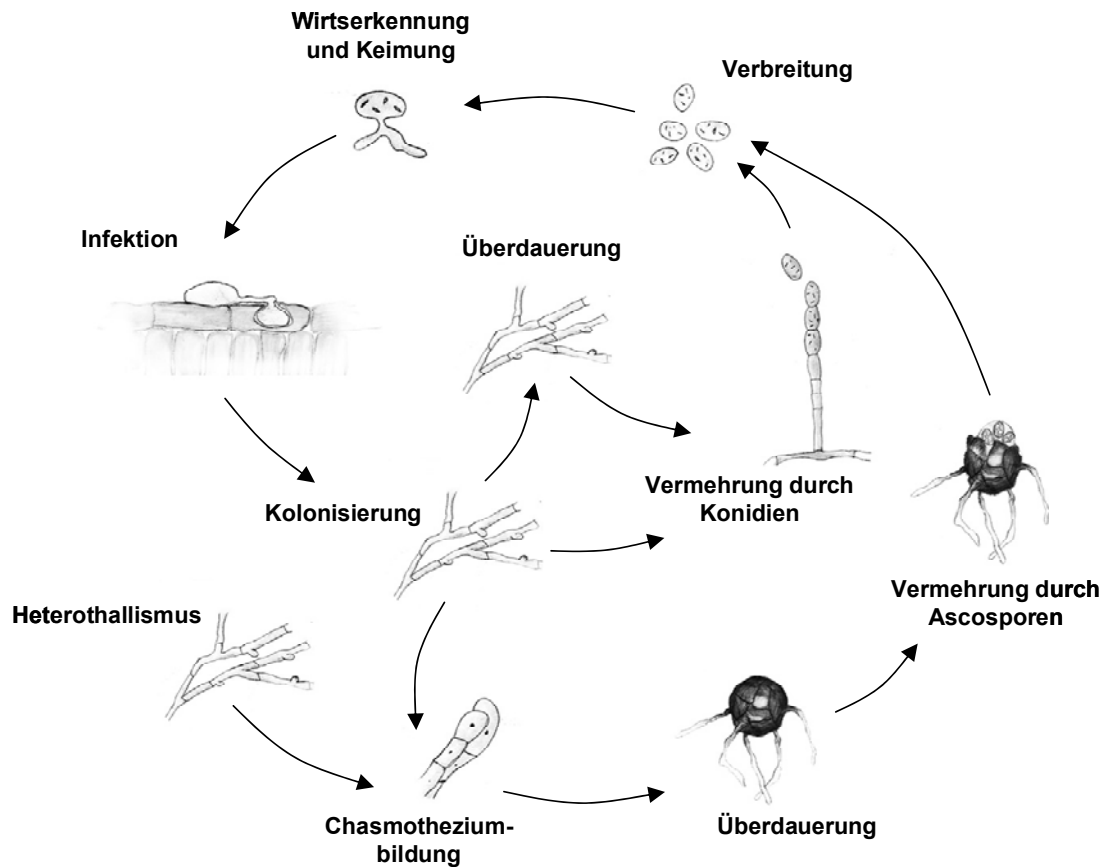 Wirtserkennung
und Keimung
Verbreitung
Infektion
Überdauerung
Kolonisierung
Vermehrung durch
Konidien
Vermehrung durch
Ascosporen
Heterothallismus
Chasmothezium-
bildung
Überdauerung